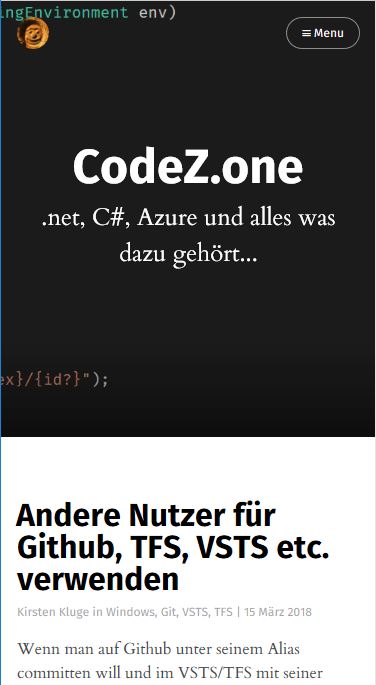 ingEnvironment env)
≡ Menu
CodeZ.one
.net, C#, Azure und alles was
dazu gehört...
ex}/{id?}");
Andere Nutzer für
Github, TFS, VSTS etc.
verwenden
Kirsten Kluge in Windows, Git, VSTS, TFS | 15 März 2018
Wenn man auf Github unter seinem Alias
committen will und im VSTS/TFS mit seiner